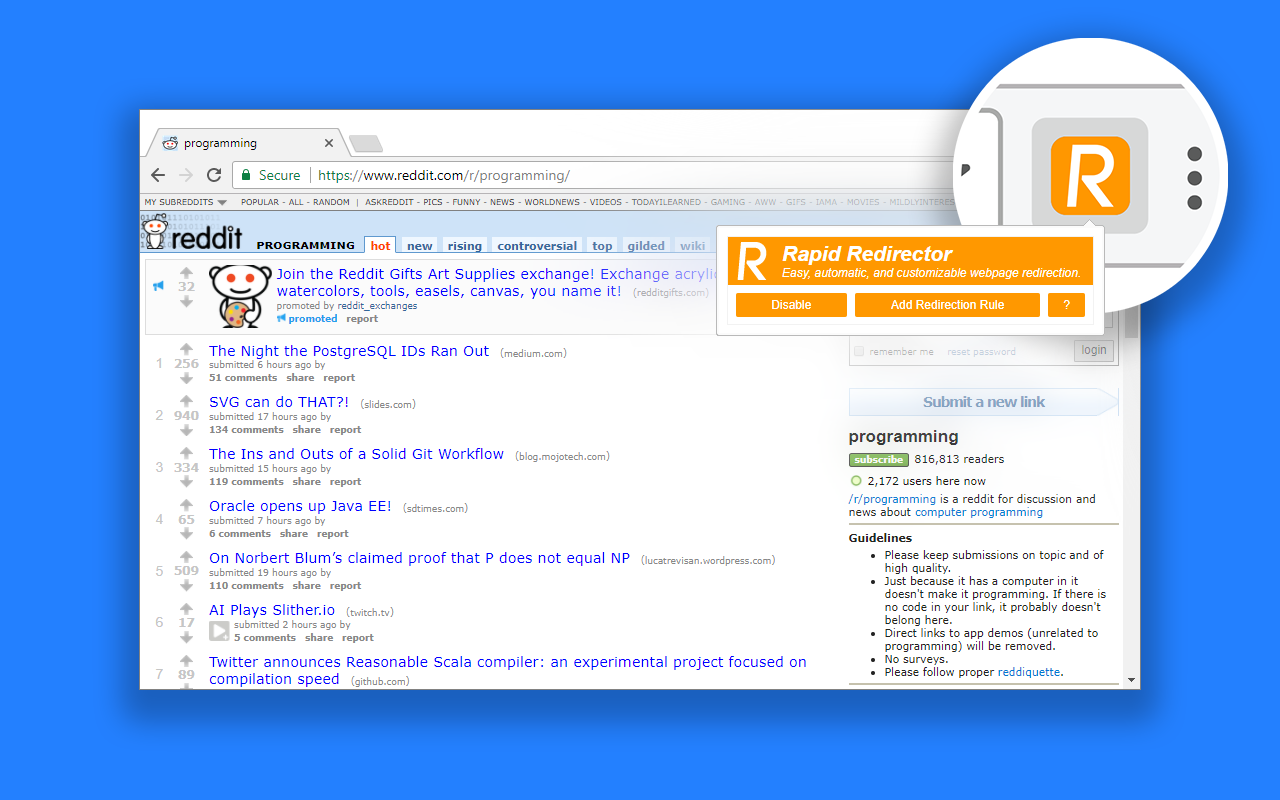 programming
Secure | https://www.reddit.com/r/programming/
MY SUBREDDITS POPULAR - ALL - RANDOM | ASKREDDIT - PICS - FUNNY - NEWS - WORLDNEWS - VIDEOS - TODAYILEARNED - GAMING - AWW - GIFS - IAMA - MOVIES - MILDLYINTERES
reddit PROGRAMMING hot new rising controversial top gilded wiki
R
R Rapid Redirector
Easy, automatic, and customizable webpage redirection.
Disable Add Redirection Rule ?
32
Join the Reddit Gifts Art Supplies exchange! Exchange acrylic
watercolors, tools, easels, canvas, you name it! (redditgifts.com)
promoted by reddit_exchanges
promoted report
1 256
The Night the PostgreSQL IDs Ran Out (medium.com)
submitted 6 hours ago by
51 comments share report
2 940
SVG can do THAT?! (slides.com)
submitted 17 hours ago by
134 comments share report
3 334
The Ins and Outs of a Solid Git Workflow (blog.mojotech.com)
submitted 15 hours ago by
119 comments share report
4 65
Oracle opens up Java EE! (sdtimes.com)
submitted 7 hours ago by
6 comments share report
5 509
On Norbert Blum’s claimed proof that P does not equal NP (lucatrevisan.wordpress.com)
submitted 19 hours ago by
110 comments share report
6 17
AI Plays Slither.io (twitch.tv)
submitted 2 hours ago by
5 comments share report
7 89
Twitter announces Reasonable Scala compiler: an experimental project focused on
compilation speed (github.com)
remember me reset password login
Submit a new link
programming
subscribe 816,813 readers
2,172 users here now
/r/programming is a reddit for discussion and
news about computer programming
Guidelines
• Please keep submissions on topic and of
high quality.
• Just because it has a computer in it
doesn't make it programming. If there is
no code in your link, it probably doesn't
belong here.
• Direct links to app demos (unrelated to
programming) will be removed.
• No surveys.
• Please follow proper reddiquette.